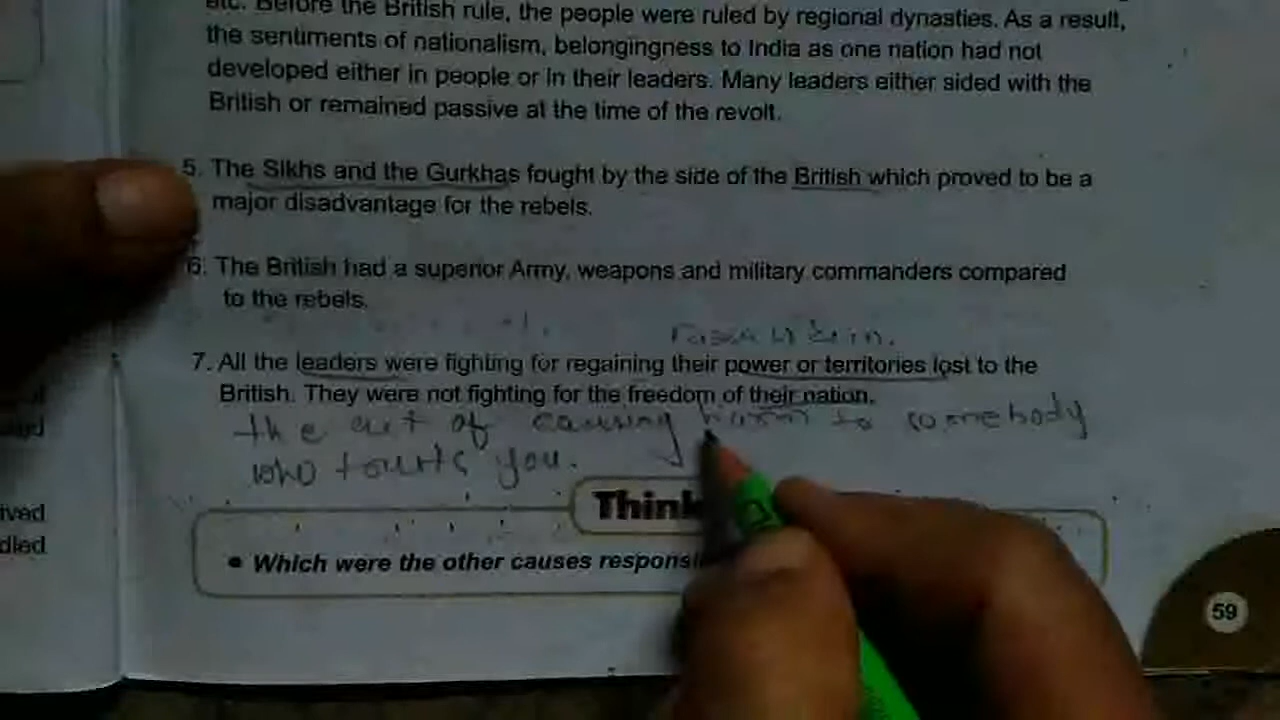 etc. Before the British rule, the people were ruled by regional dynasties. As a result,
the sentiments of nationalism, belongingness to India as one nation had not
developed either in people or in their leaders. Many leaders either sided with the
British or remained passive at the time of the revolt.
5. The Sikhs and the Gurkhas fought by the side of the British which proved to be a
major disadvantage for the rebels.
6. The British had a superior Army, weapons and military commanders compared
to the rebels.
7. All the leaders were fighting for regaining their power or territories lost to the
British. They were not fighting for the freedom of their nation.
the act of causing harm to somebody
who tourts you.
Think
• Which were the other causes responsi
ived
dled
59